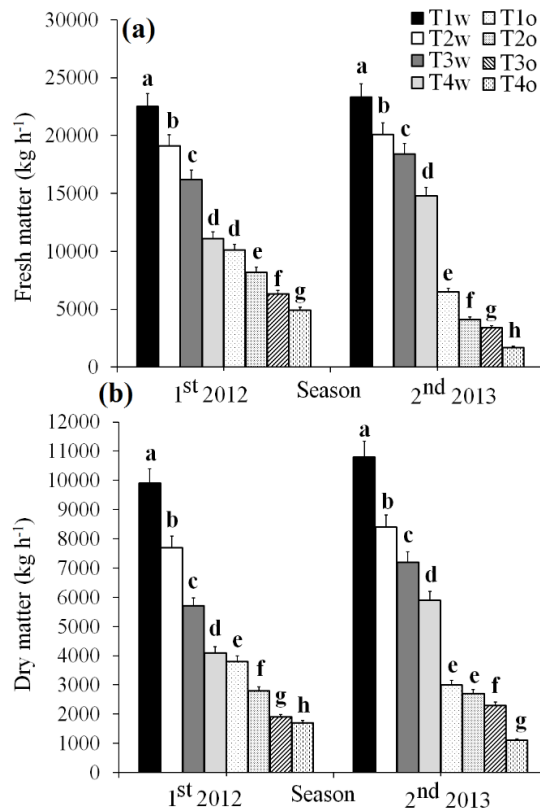 (a)
T1w T1o
T2w T2o
T3w T3o
T4w T4o
Fresh matter (kg h-1)
30000
25000
20000
15000
10000
5000
0
a b c d d e f g
a b c d e f g h
1st 2012 Season 2nd 2013
(b)
Dry matter (kg h-1)
12000
11000
10000
9000
8000
7000
6000
5000
4000
3000
2000
1000
0
a b c d e f g h
a b c d e e f g
1st 2012 Season 2nd 2013